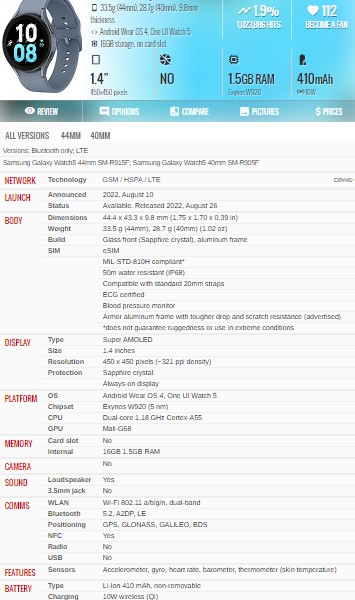 33.5g (44mm), 28.7g (40mm), 9.8mm
thickness
Android Wear OS 4, One UI Watch 5
16GB storage, no card slot
1.9%
1,023,886 HITS
112
BECOME A FAN
10
08
1.4"
450x450 pixels
NO
1.5GB RAM
Exynos W920
410mAh
10W
REVIEW
OPINIONS
COMPARE
PICTURES
PRICES
ALL VERSIONS 44MM 40MM
Versions: Bluetooth only; LTE
Samsung Galaxy Watch5 44mm SM-R915F; Samsung Galaxy Watch5 40mm SM-R905F
NETWORK Technology GSM / HSPA / LTE EXPAND
LAUNCH Announced 2022, August 10
Status Available. Released 2022, August 26
BODY Dimensions 44.4 x 43.3 x 9.8 mm (1.75 x 1.70 x 0.39 in)
Weight 33.5 g (44mm), 28.7 g (40mm) (1.02 oz)
Build Glass front (Sapphire crystal), aluminum frame
SIM eSIM
MIL-STD-810H compliant*
50m water resistant (IP68)
Compatible with standard 20mm straps
ECG certified
Blood pressure monitor
Armor aluminum frame with tougher drop and scratch resistance (advertised)
*does not guarantee ruggedness or use in extreme conditions
DISPLAY Type Super AMOLED
Size 1.4 inches
Resolution 450 x 450 pixels (~321 ppi density)
Protection Sapphire crystal
Always-on display
PLATFORM OS Android Wear OS 4, One UI Watch 5
Chipset Exynos W920 (5 nm)
CPU Dual-core 1.18 GHz Cortex-A55
GPU Mali-G68
MEMORY Card slot No
Internal 16GB 1.5GB RAM
CAMERA No
SOUND Loudspeaker Yes
3.5mm jack No
COMMS WLAN Wi-Fi 802.11 a/b/g/n, dual-band
Bluetooth 5.2, A2DP, LE
Positioning GPS, GLONASS, GALILEO, BDS
NFC Yes
Radio No
USB No
FEATURES Sensors Accelerometer, gyro, heart rate, barometer, thermometer (skin temperature)
BATTERY Type Li-Ion 410 mAh, non-removable
Charging 10W wireless (Qi)